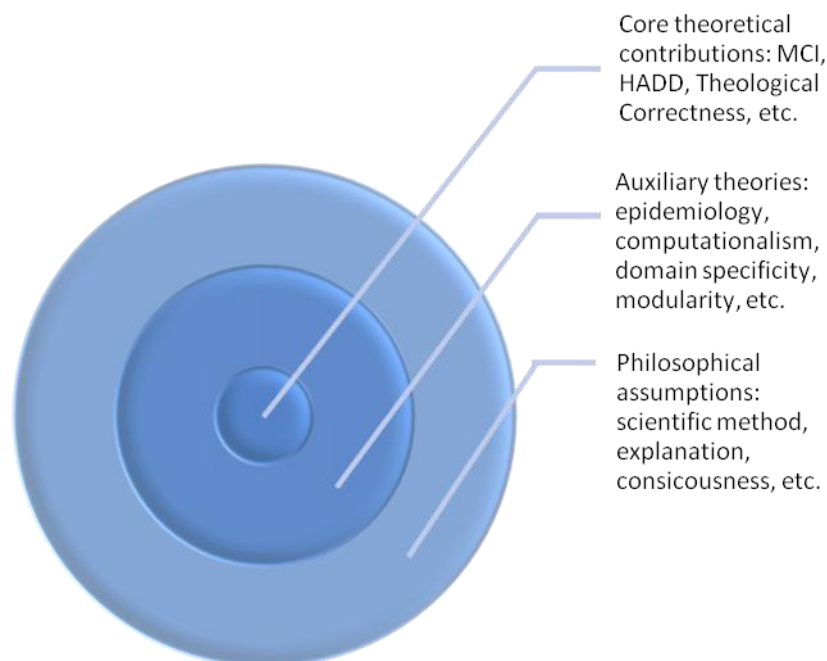 Core theoretical
contributions: MCI,
HADD, Theological
Correctness, etc.
Auxiliary theories:
epidemiology,
computationalism,
domain specificity,
modularity, etc.
Philosophical
assumptions:
scientific method,
explanation,
consicousness, etc.